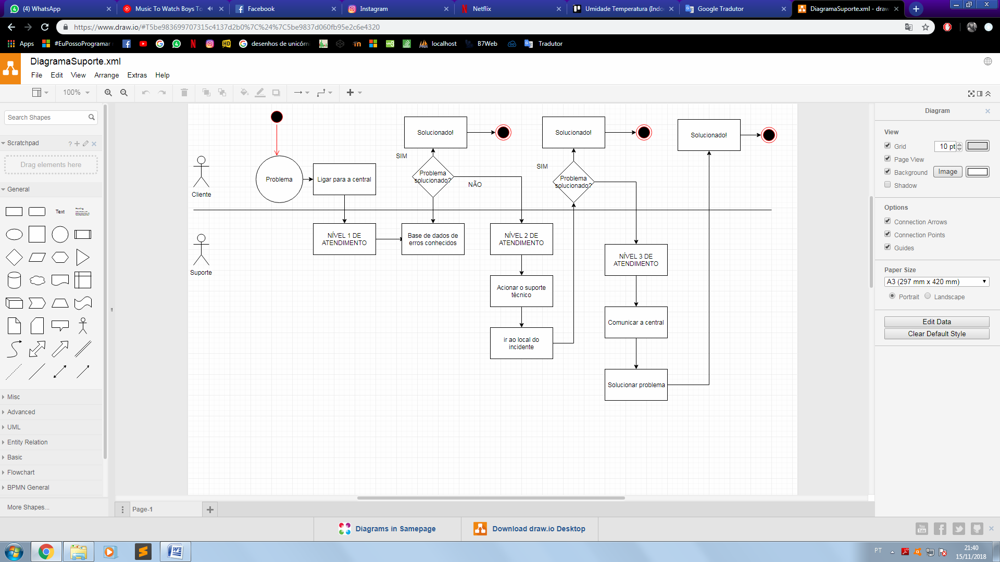 (4) WhatsApp
Music To Watch Boys To
Facebook
Instagram
Netflix
Umidade Temperatura (Indo
Google Tradutor
DiagramaSuporte.xml - draw
https://www.draw.io/#T5be983699707315c4137d2b0%7C%24%7C5be9837d060fb95e2c6e4320
Apps
#EuPossoProgramar
HD
desenhos de unicórni
localhost
B7Web
Tradutor
DiagramaSuporte.xml
File Edit View Arrange Extras Help
100%
Search Shapes
Scratchpad
Drag elements here
General
Text
Heading
Misc
Advanced
UML
Entity Relation
Basic
Flowchart
BPMN General
More Shapes...
Cliente
Suporte
Problema
Ligar para a central
Solucionado!
SIM
Problema
solucionado?
NÃO
Solucionado!
SIM
Problema
solucionado?
Solucionado!
NÍVEL 1 DE
ATENDIMENTO
Base de dados de
erros conhecidos
NÍVEL 2 DE
ATENDIMENTO
Acionar o suporte
técnico
ir ao local do
incidente
NÍVEL 3 DE
ATENDIMENTO
Comunicar a central
Solucionar problema
Diagram
View
Grid
10 pt
Page View
Background
Image
Shadow
Options
Connection Arrows
Connection Points
Guides
Paper Size
A3 (297 mm x 420 mm)
Portrait
Landscape
Edit Data
Clear Default Style
Page-1
Diagrams in Samepage
Download draw.io Desktop
You
Tube
PT
21:40
15/11/2018